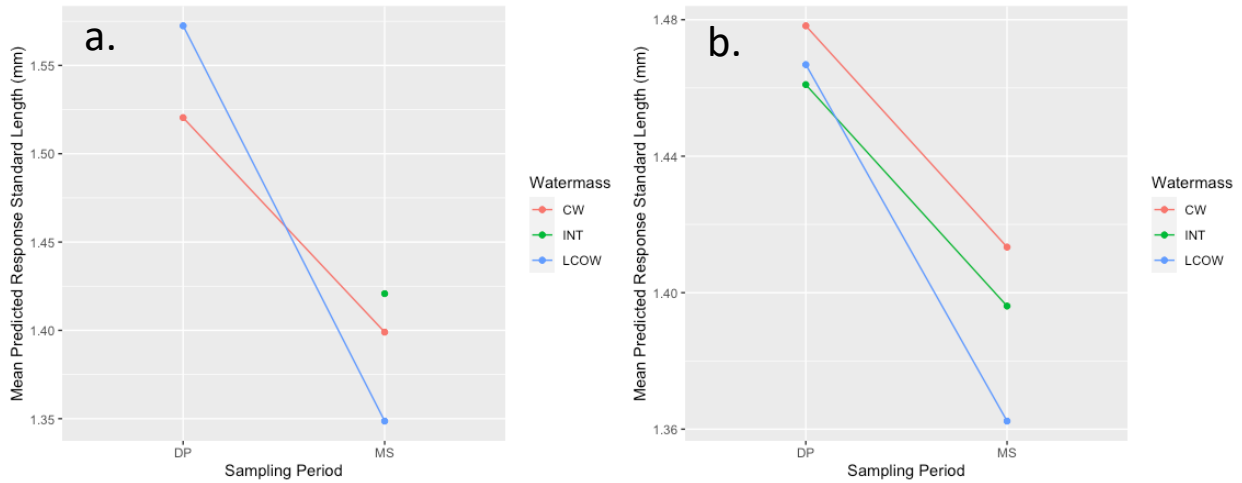 a.
Mean Predicted Response Standard Length (mm)
1.55
1.50
1.45
1.40
1.35
DP
MS
Sampling Period
Watermass
CW
INT
LCOW
b.
Mean Predicted Response Standard Length (mm)
1.48
1.44
1.40
1.36
DP
MS
Sampling Period
Watermass
CW
INT
LCOW